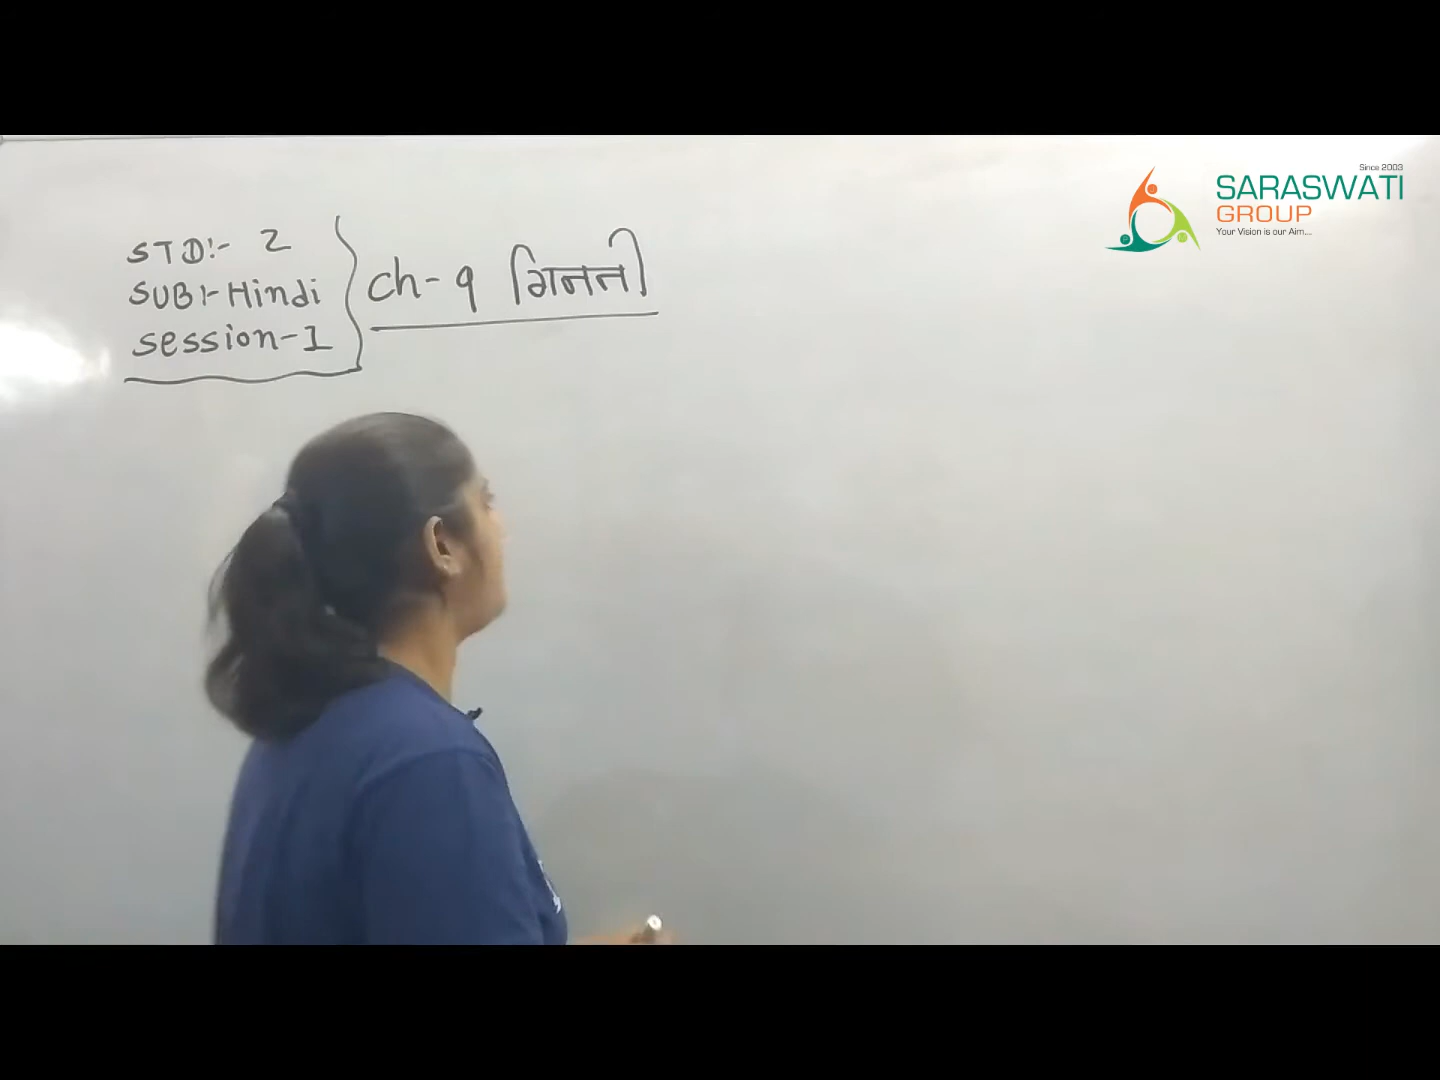 STD:- 2
SUB:- Hindi
session-1
ch-9 गिनती
Since 2003
SARASWATI
GROUP
Your Vision is our Aim....